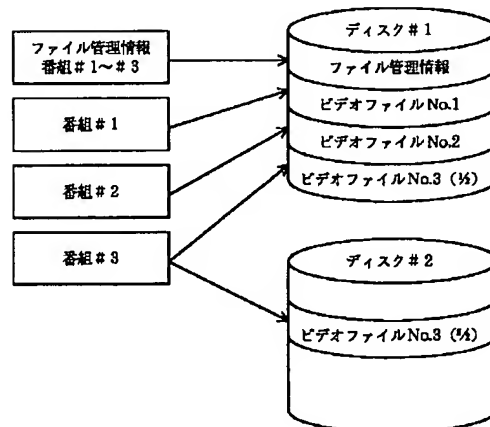 ファイル管理情報
番組#1~#3
番組#1
番組#2
番組#3
ディスク#1
ファイル管理情報
ビデオファイルNo.1
ビデオファイルNo.2
ビデオファイルNo.3(½)
ディスク#2
ビデオファイルNo.3